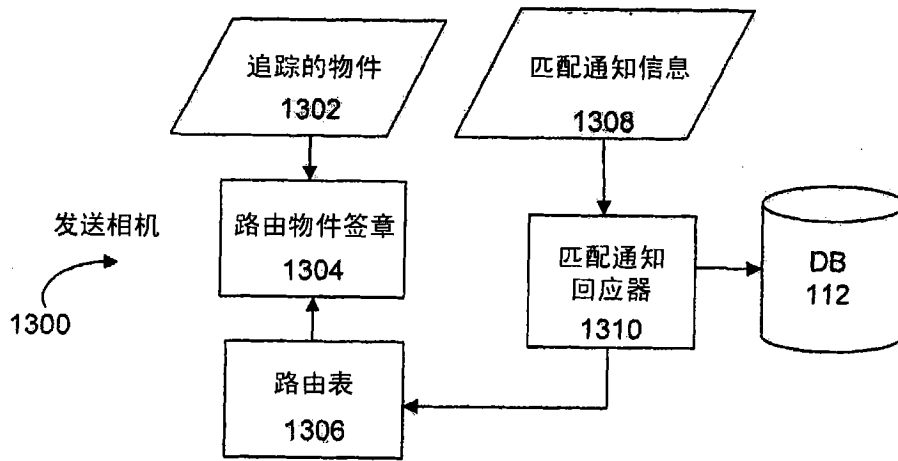 追踪的物件
1302
匹配通知信息
1308
发送相机
1300
路由物件签章
1304
匹配通知
回应器
1310
DB
112
路由表
1306